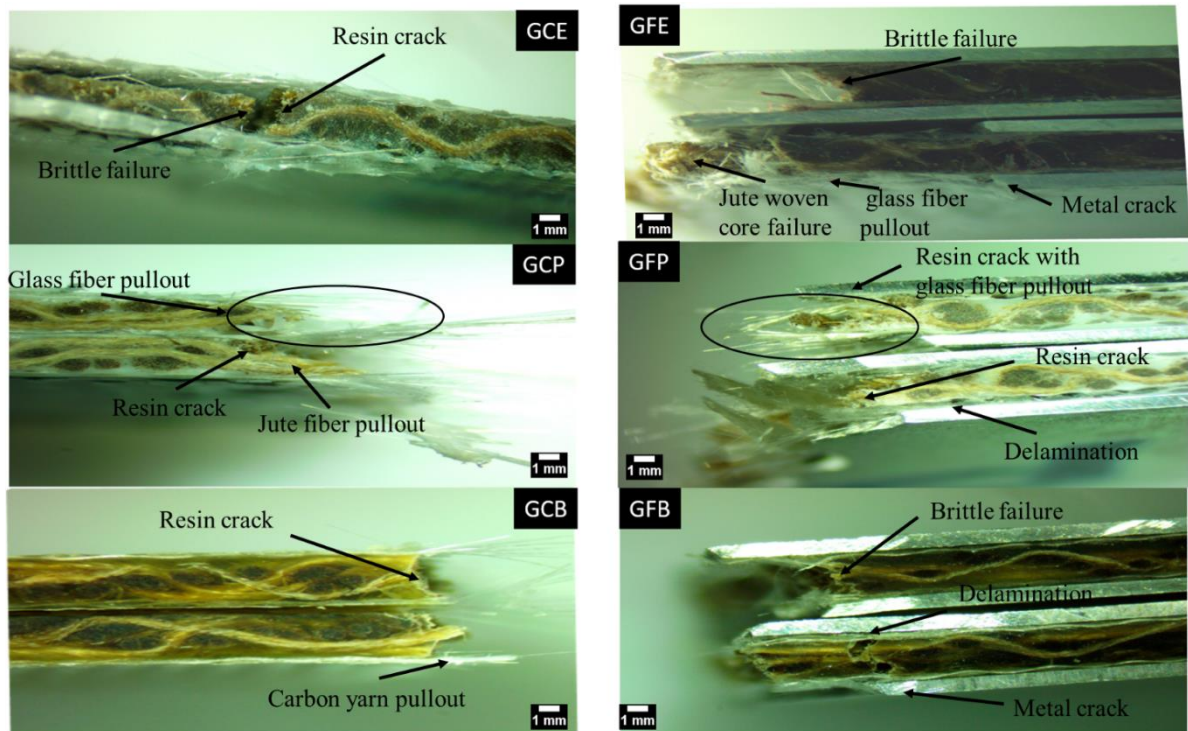 GCE
Resin crack
Brittle failure
1 mm
GFE
Brittle failure
Jute woven
core failure
glass fiber
pullout
Metal crack
1 mm
GCP
Glass fiber pullout
Resin crack
Jute fiber pullout
1 mm
GFP
Resin crack with
glass fiber pullout
Resin crack
Delamination
1 mm
GCB
Resin crack
Carbon yarn pullout
1 mm
GFB
Brittle failure
Delamination
Metal crack
1 mm